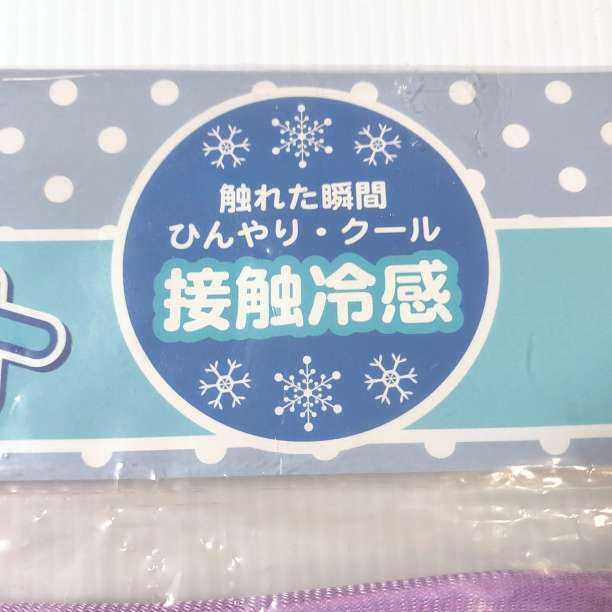 触れた瞬間
ひんやり・クール
接触冷感